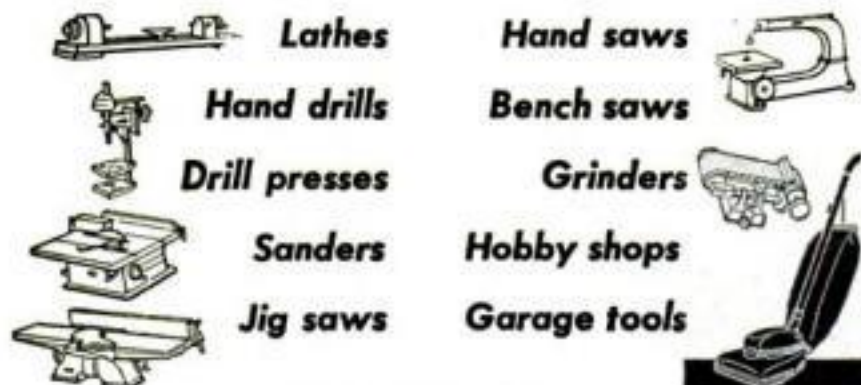 Lathes
Hand drills
Drill presses
Sanders
Jig saws
Hand saws
Bench saws
Grinders
Hobby shops
Garage tools